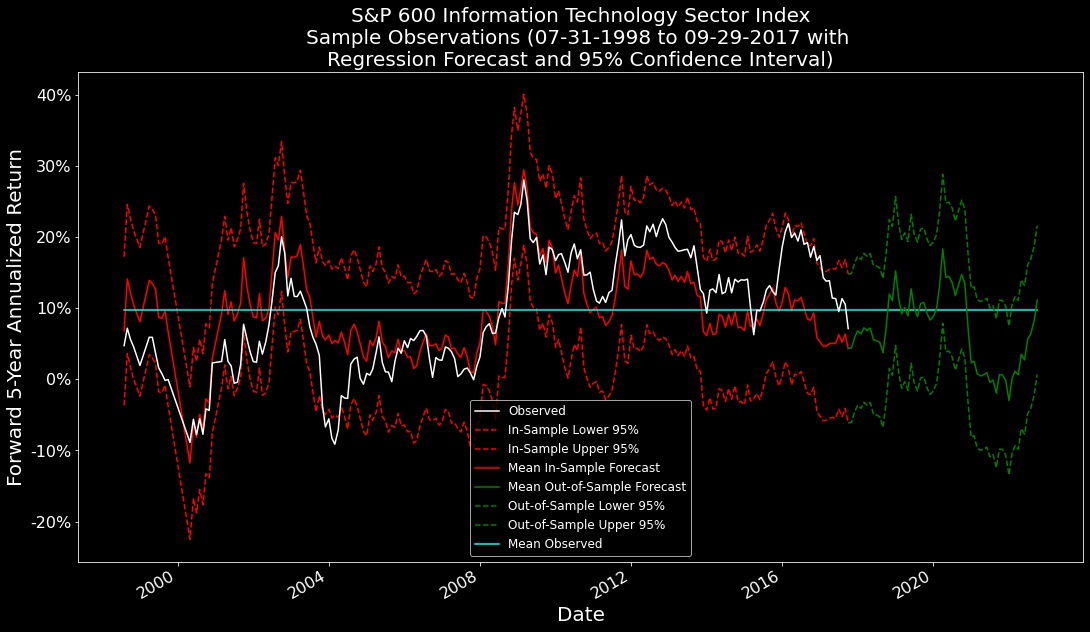 S&P 600 Information Technology Sector Index
Sample Observations (07-31-1998 to 09-29-2017 with
Regression Forecast and 95% Confidence Interval)
Forward 5-Year Annualized Return
40%
30%
20%
10%
0%
-10%
-20%
Observed
In-Sample Lower 95%
In-Sample Upper 95%
Mean In-Sample Forecast
Mean Out-of-Sample Forecast
Out-of-Sample Lower 95%
Out-of-Sample Upper 95%
Mean Observed
2000
2004
2008
2012
2016
2020
Date